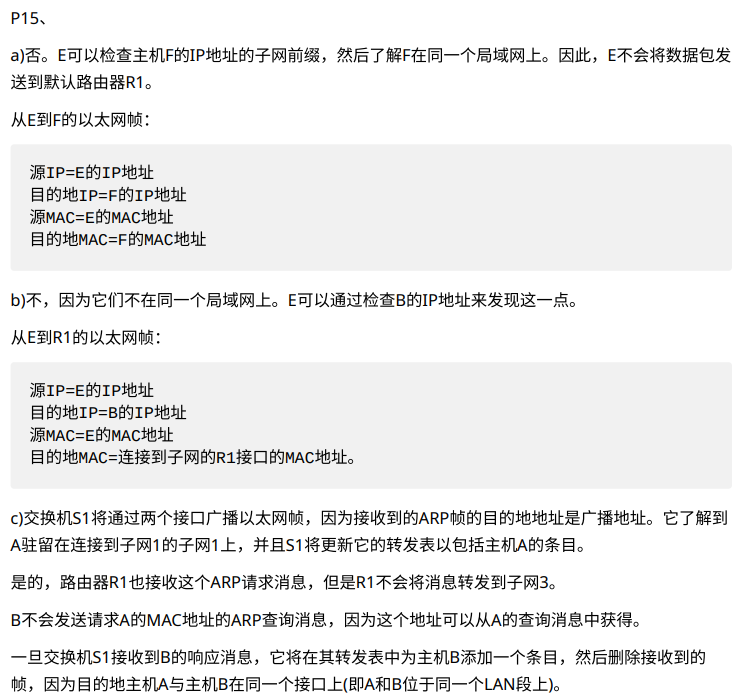 P15、
a)否。E可以检查主机F的IP地址的子网前缀，然后了解F在同一个局域网上。因此，E不会将数据包发
送到默认路由器R1。
从E到F的以太网帧：
源IP=E的IP地址
目的地IP=F的IP地址
源MAC=E的MAC地址
目的地MAC=F的MAC地址
b)不，因为它们不在同一个局域网上。E可以通过检查B的IP地址来发现这一点。
从E到R1的以太网帧：
源IP=E的IP地址
目的地IP=B的IP地址
源MAC=E的MAC地址
目的地MAC=连接到子网的R1接口的MAC地址。
c)交换机S1将通过两个接口广播以太网帧，因为接收到的ARP帧的目的地地址是广播地址。它了解到
A驻留在连接到子网1的子网1上，并且S1将更新它的转发表以包括主机A的条目。
是的，路由器R1也接收这个ARP请求消息，但是R1不会将消息转发到子网3。
B不会发送请求A的MAC地址的ARP查询消息，因为这个地址可以从A的查询消息中获得。
一旦交换机S1接收到B的响应消息，它将在其转发表中为主机B添加一个条目，然后删除接收到的
帧，因为目的地主机A与主机B在同一个接口上(即A和B位于同一个LAN段上)。